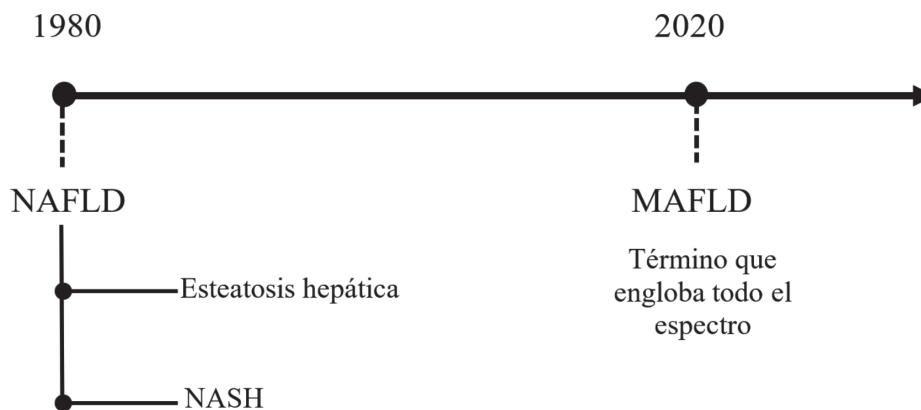 1980
2020
NAFLD
MAFLD
Esteatosis hepática
NASH
Término que
engloba todo el
espectro